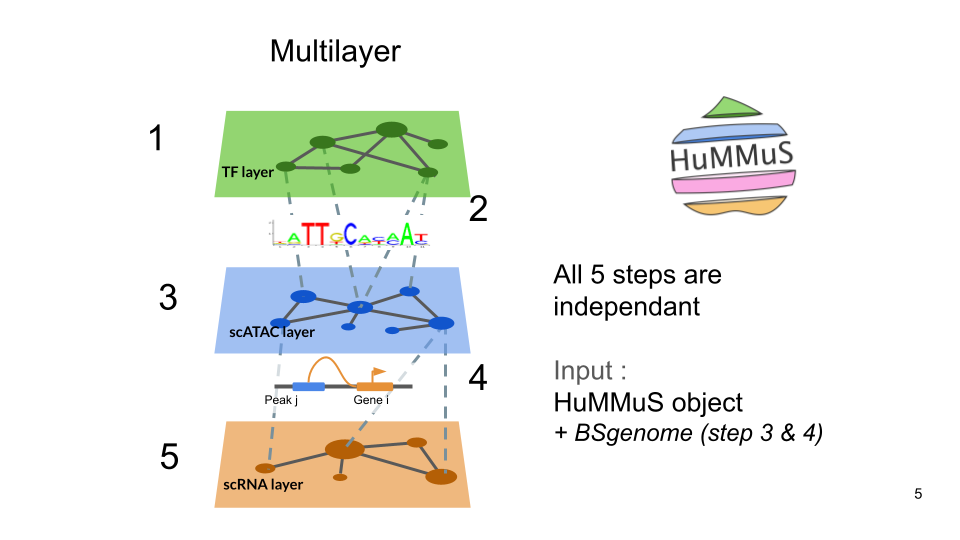 Multilayer
1
TF layer
2
ATTGCA A
3
scATAC layer
Peak j
Gene i
4
5
scRNA layer
HuMMuS
All 5 steps are
independant
Input :
HuMMuS object
+ BSgenome (step 3 & 4)
5